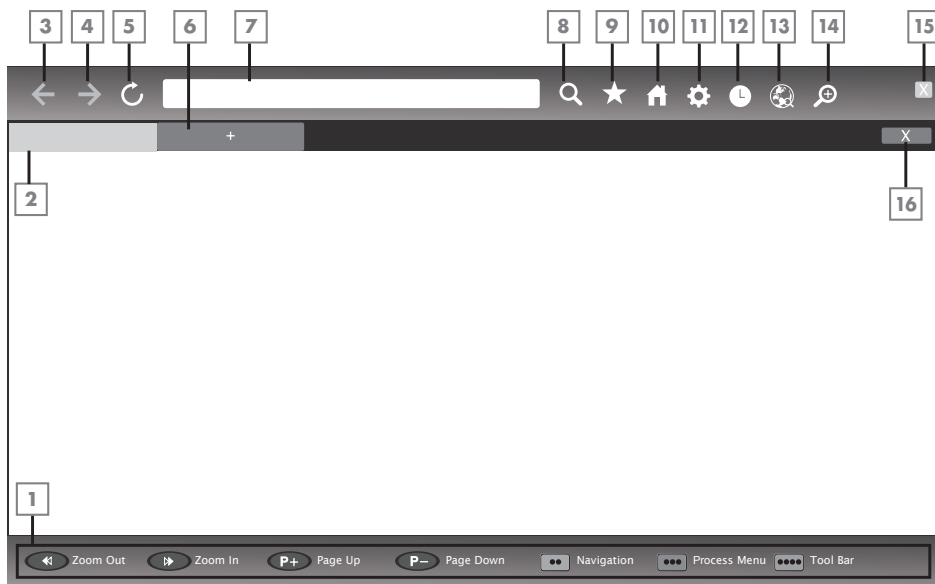 3 4 5 6 7 8 9 10 11 12 13 14 15
X
+ X
2 16
1
Zoom Out Zoom In P+ Page Up P− Page Down Navigation Process Menu Tool Bar